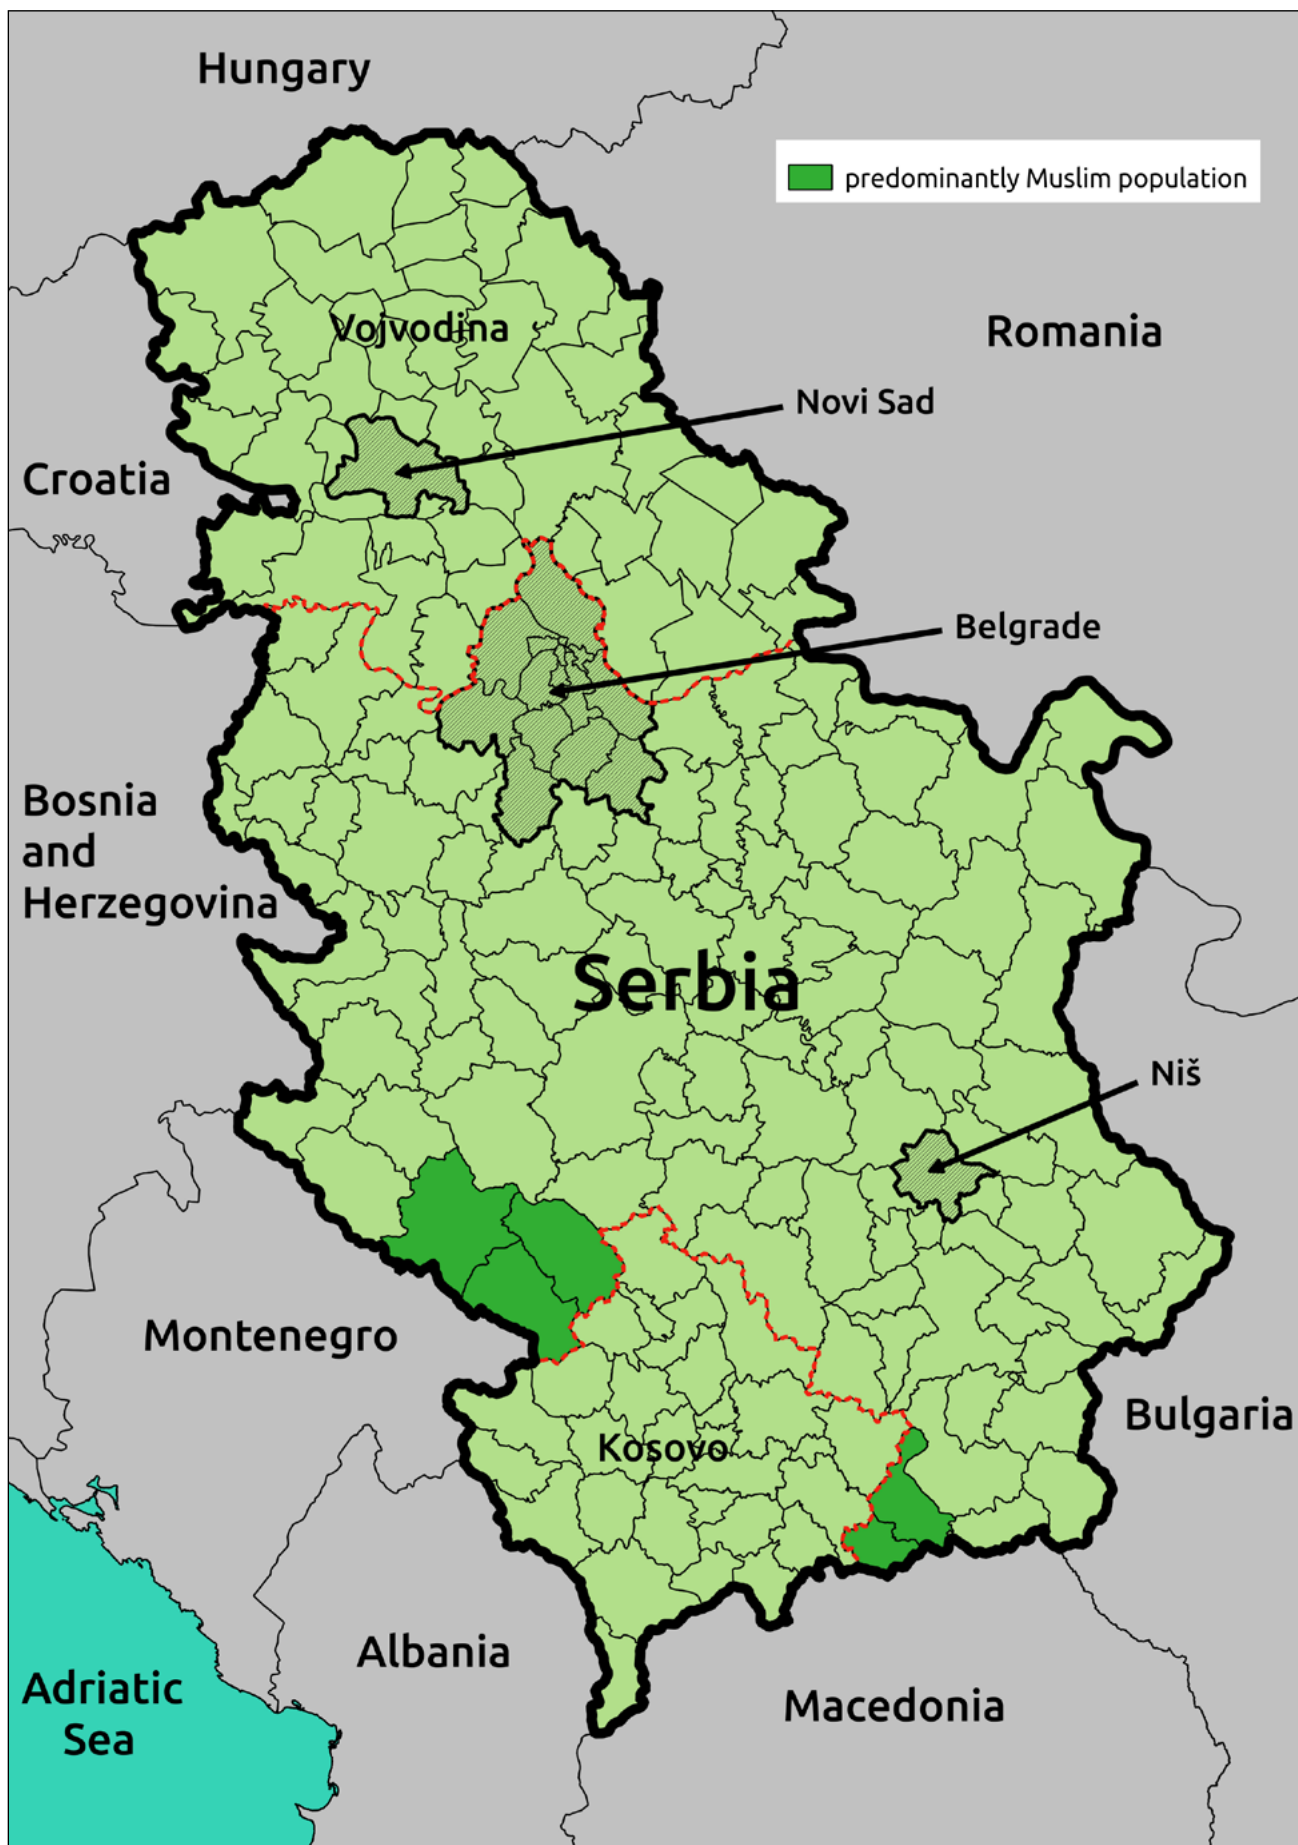 Hungary
predominantly Muslim population
Vojvodina
Romania
Novi Sad
Croatia
Belgrade
Bosnia
and
Herzegovina
Serbia
Niš
Montenegro
Bulgaria
Kosovo
Albania
Adriatic
Sea
Macedonia